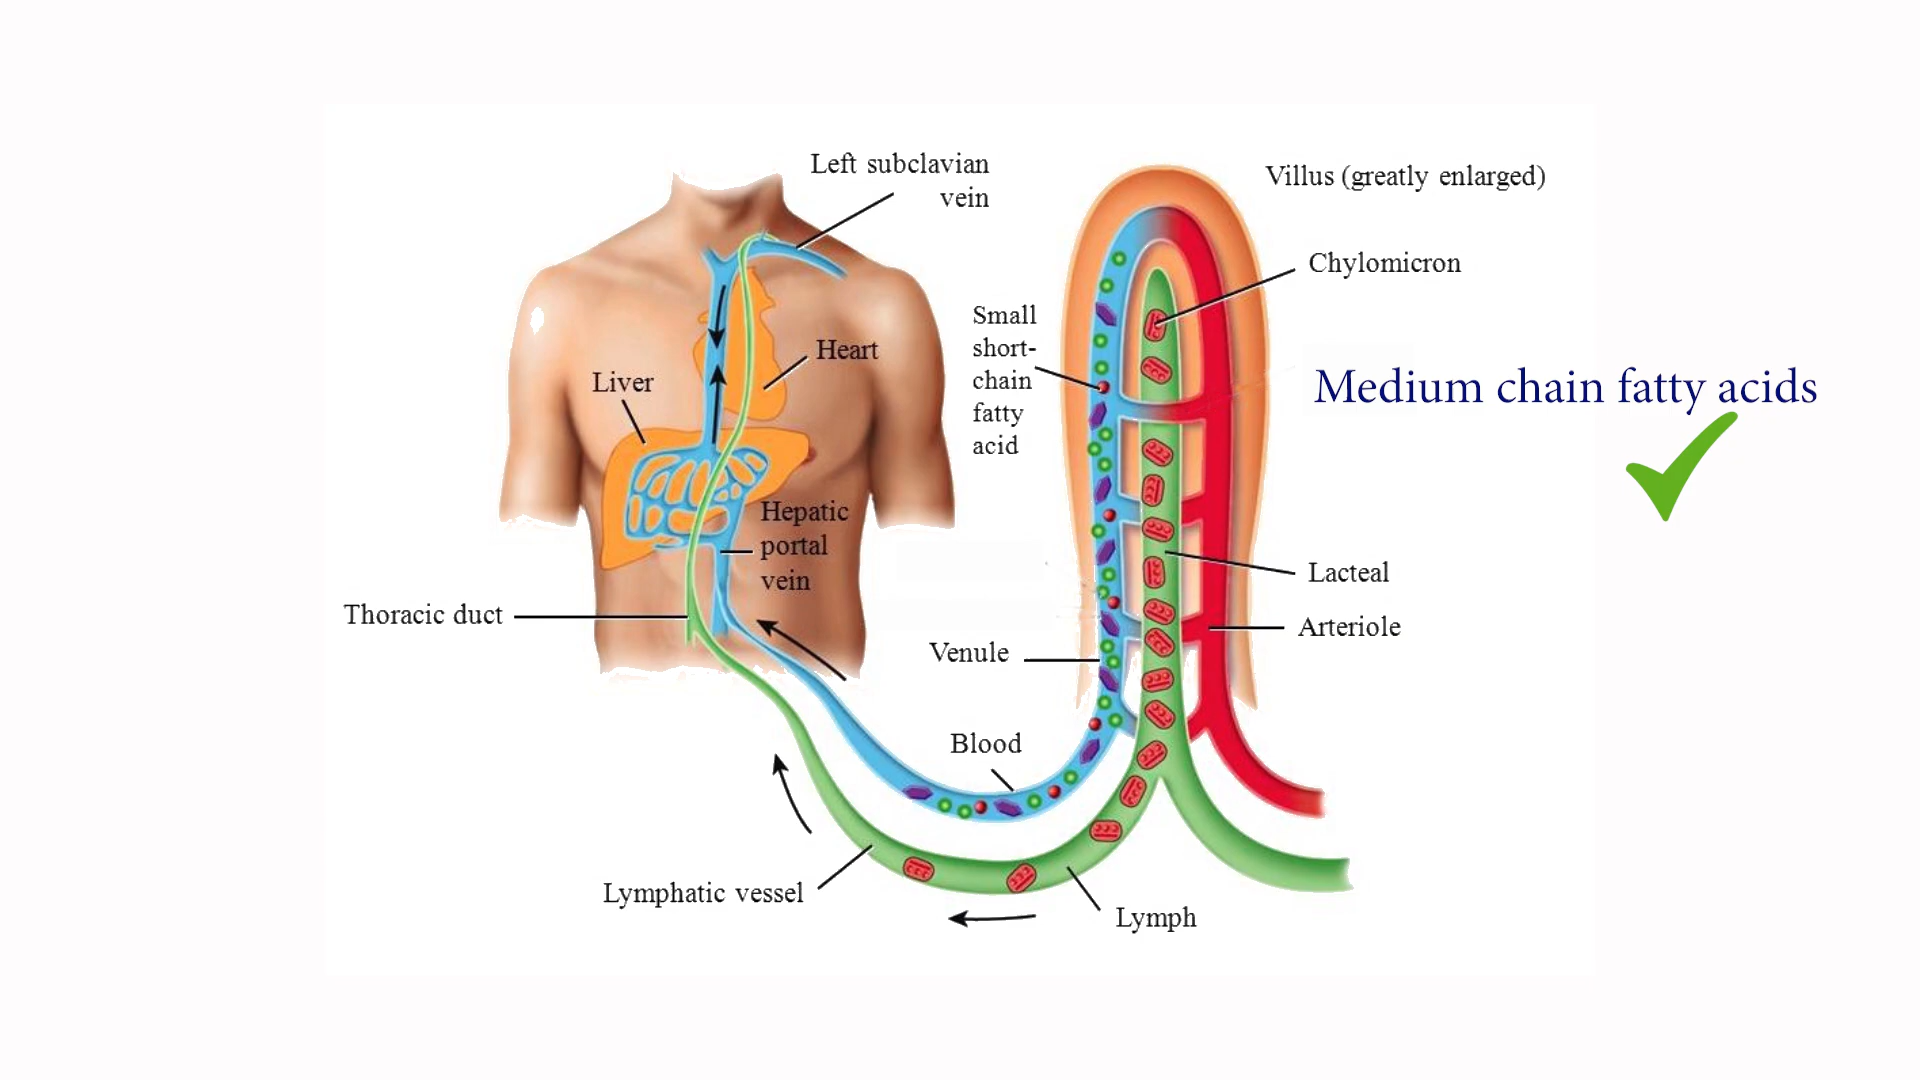 Left subclavian
vein
Villus (greatly enlarged)
Chylomicron
Small
short-
chain
fatty
acid
Heart
Liver
Medium chain fatty acids
Hepatic
portal
vein
Lacteal
Thoracic duct
Arteriole
Venule
Blood
Lymphatic vessel
Lymph